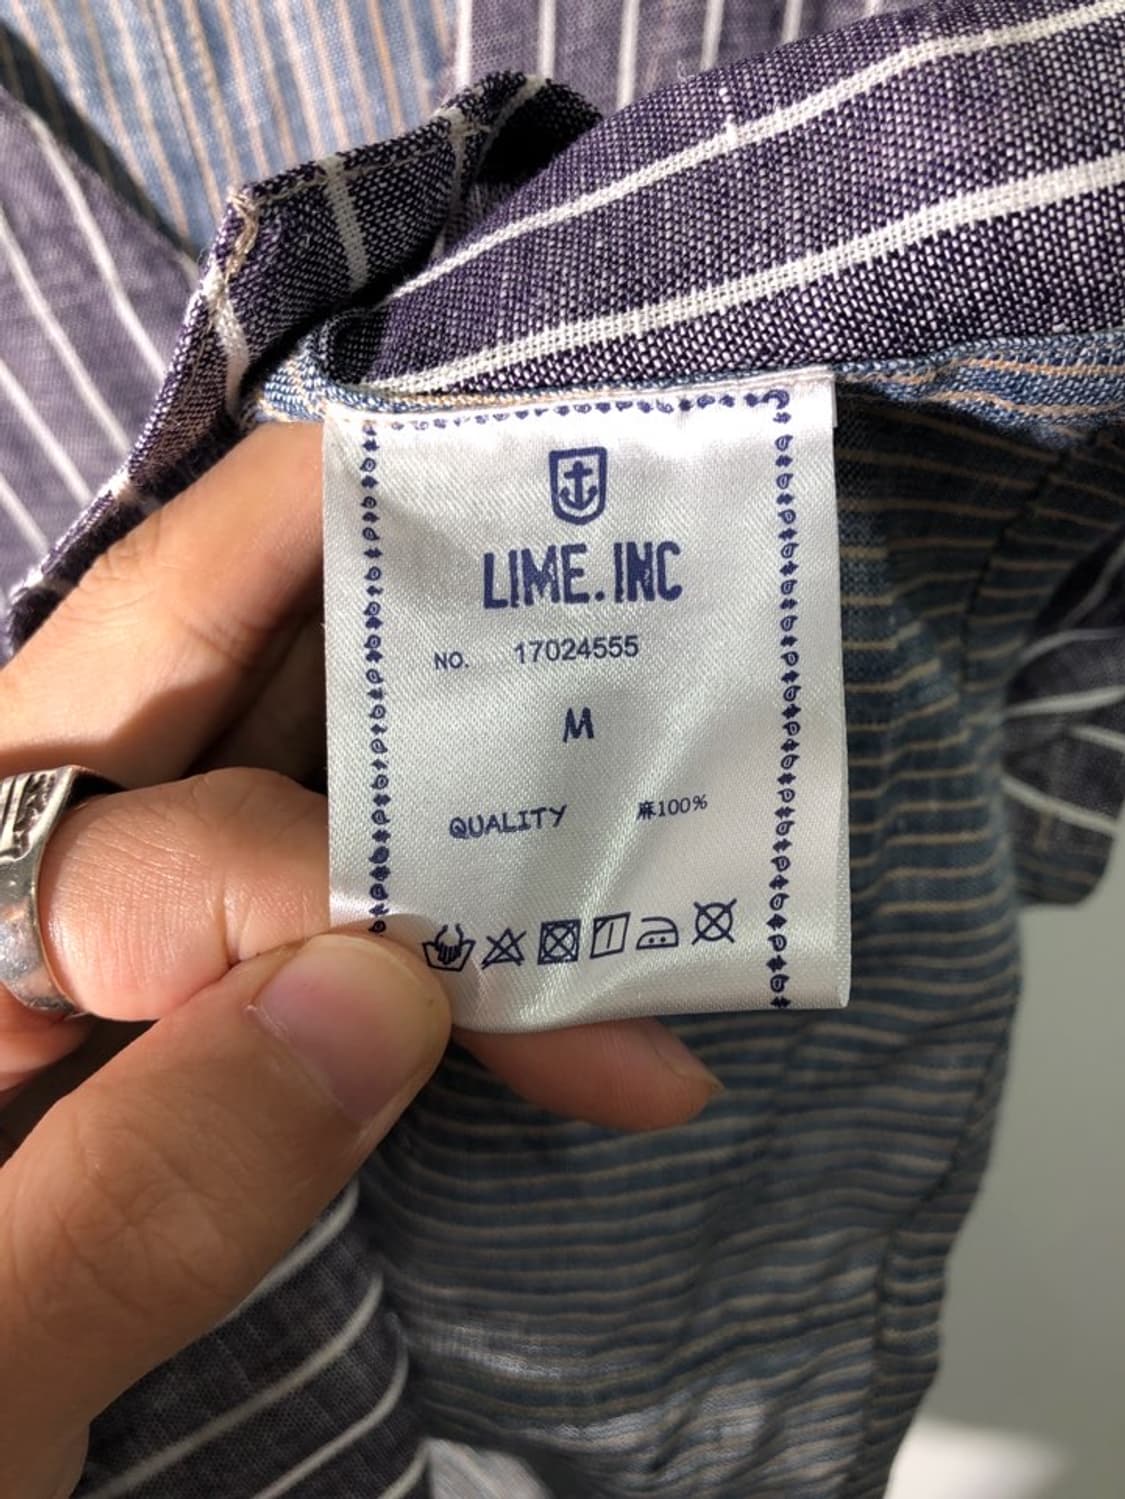 LIME.INC
NO. 17024555
M
QUALITY 麻100%